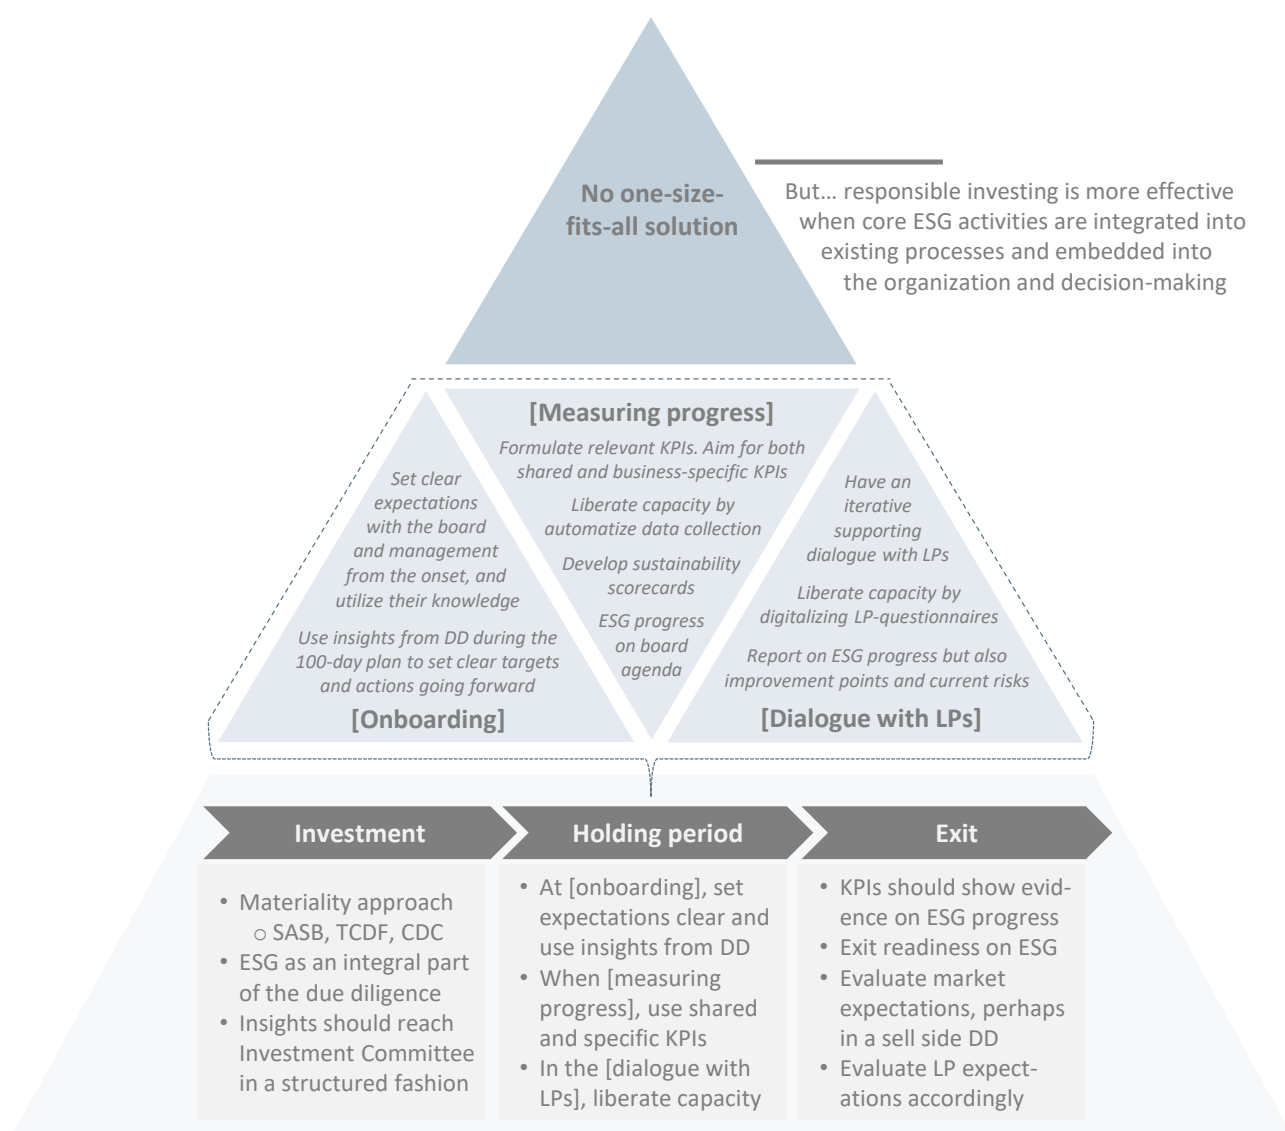 No one-size-
fits-all solution
But... responsible investing is more effective
when core ESG activities are integrated into
existing processes and embedded into
the organization and decision-making
[Measuring progress]
Formulate relevant KPIs. Aim for both
shared and business-specific KPIs
Liberate capacity by
automatize data collection
Develop sustainability
scorecards
ESG progress
on board
agenda
Set clear
expectations
with the board
and management
from the onset, and
utilize their knowledge
Use insights from DD during the
100-day plan to set clear targets
and actions going forward
[Onboarding]
Have an
iterative
supporting
dialogue with LPs
Liberate capacity by
digitalizing LP-questionnaires
Report on ESG progress but also
improvement points and current risks
[Dialogue with LPs]
Investment
• Materiality approach
o SASB, TCDF, CDC
• ESG as an integral part
of the due diligence
• Insights should reach
Investment Committee
in a structured fashion
Holding period
• At [onboarding], set
expectations clear and
use insights from DD
• When [measuring
progress], use shared
and specific KPIs
• In the [dialogue with
LPs], liberate capacity
Exit
• KPIs should show evid-
ence on ESG progress
• Exit readiness on ESG
• Evaluate market
expectations, perhaps
in a sell side DD
• Evaluate LP expect-
ations accordingly